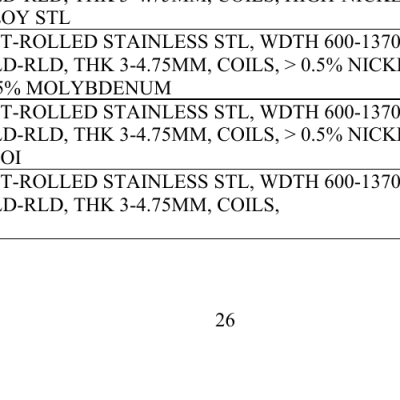 LD-RLD, THK 3-4.75MM, COILS, HIGH-NICKE
OY STL
T-ROLLED STAINLESS STL, WDTH 600-1370
LD-RLD, THK 3-4.75MM, COILS, > 0.5% NICK
5% MOLYBDENUM
T-ROLLED STAINLESS STL, WDTH 600-1370
LD-RLD, THK 3-4.75MM, COILS, > 0.5% NICK
OI
T-ROLLED STAINLESS STL, WDTH 600-1370
LD-RLD, THK 3-4.75MM, COILS,
26